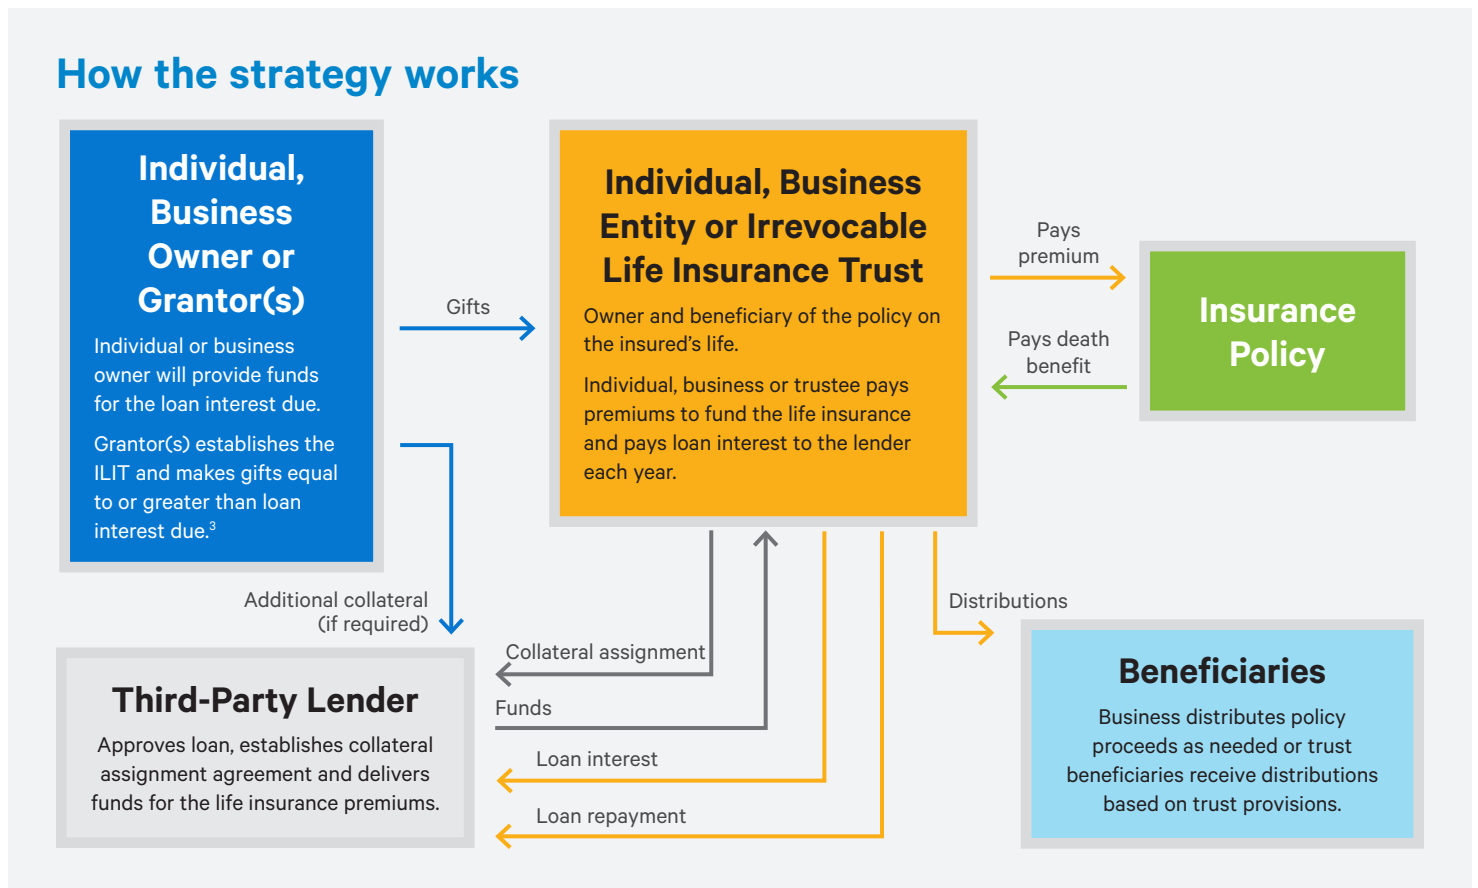 How the strategy works
Individual,
Business
Owner or
Grantor(s)
Individual or business
owner will provide funds
for the loan interest due.
Grantor(s) establishes the
ILIT and makes gifts equal
to or greater than loan
interest due.3
Gifts
Individual, Business
Entity or Irrevocable
Life Insurance Trust
Owner and beneficiary of the policy on
the insured’s life.
Individual, business or trustee pays
premiums to fund the life insurance
and pays loan interest to the lender
each year.
Pays
premium
Pays death
benefit
Insurance
Policy
Additional collateral
(if required)
Third-Party Lender
Approves loan, establishes collateral
assignment agreement and delivers
funds for the life insurance premiums.
Collateral assignment
Funds
Loan interest
Loan repayment
Distributions
Beneficiaries
Business distributes policy
proceeds as needed or trust
beneficiaries receive distributions
based on trust provisions.